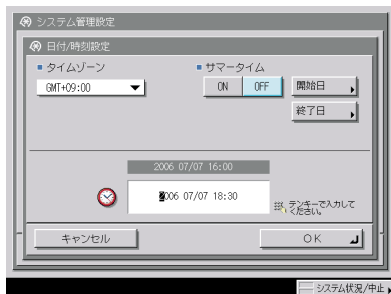 システム管理設定
日付/時刻設定
タイムゾーン
サマータイム
GMT+09:00
ON OFF 開始日
終了日
2006 07/07 16:00
2006 07/07 18:30
テンキーで入力して
ください。
キャンセル
OK
システム状況/中止